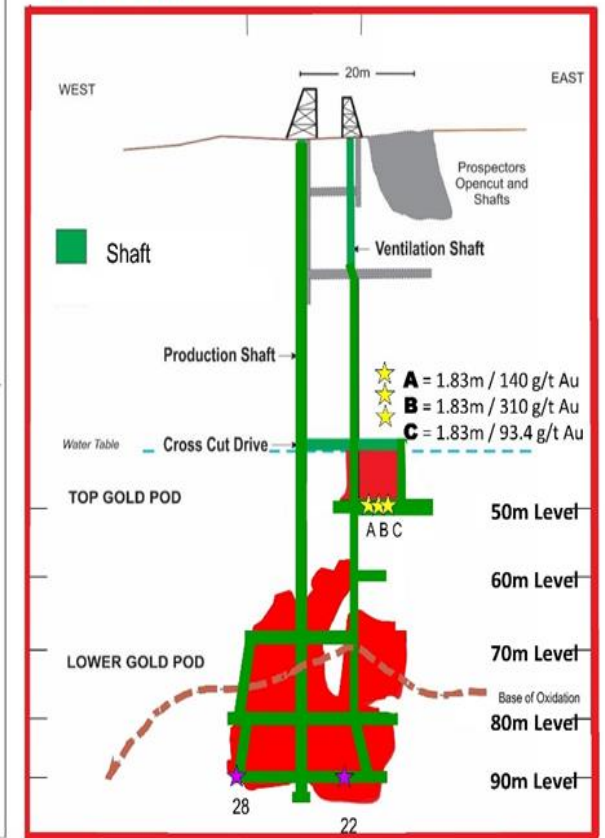 20m
WEST
EAST
Prospectors
Opencut and
Shafts
Shaft
Ventilation Shaft
Production Shaft
A = 1.83m / 140 g/t Au
B = 1.83m / 310 g/t Au
C = 1.83m / 93.4 g/t Au
Water Table
Cross Cut Drive
TOP GOLD POD
50m Level
A B C
60m Level
70m Level
LOWER GOLD POD
Base of Oxidation
80m Level
90m Level
28
22